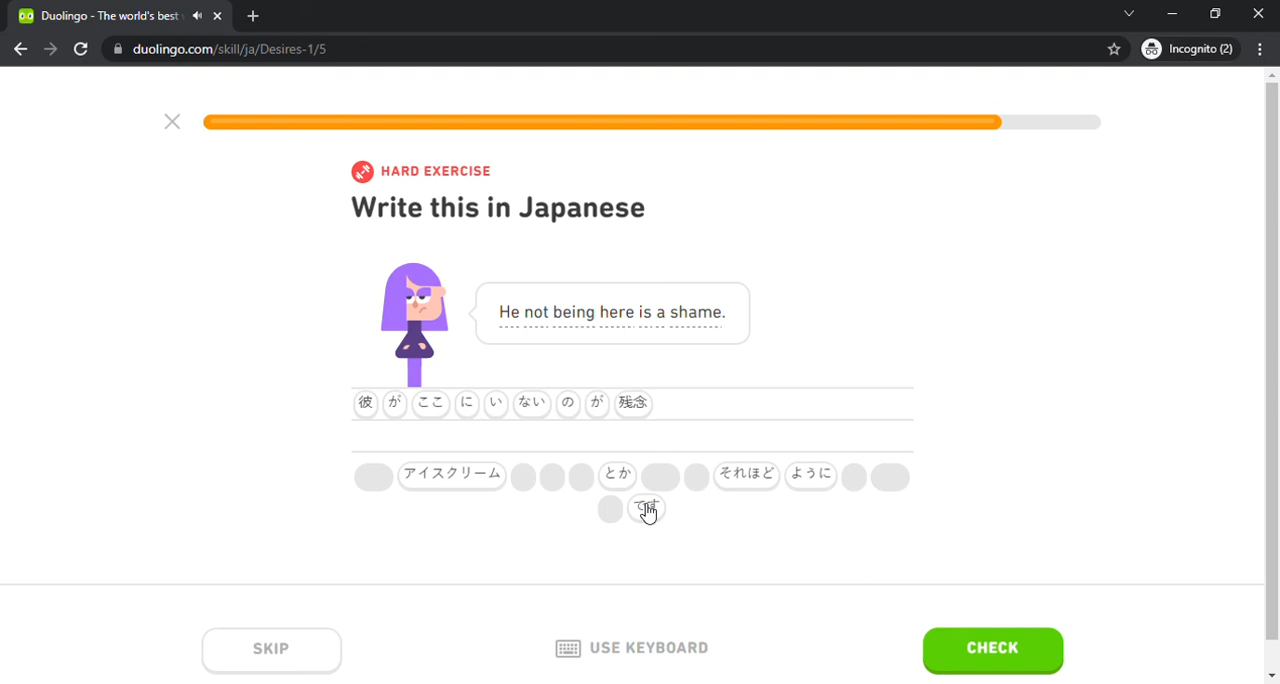 Duolingo - The world's best
duolingo.com/skill/ja/Desires-1/5
Incognito (2)
HARD EXERCISE
Write this in Japanese
He not being here is a shame.
彼 が ここ に い ない の が 残念
アイスクリーム とか それほど ように
です
SKIP
USE KEYBOARD
CHECK